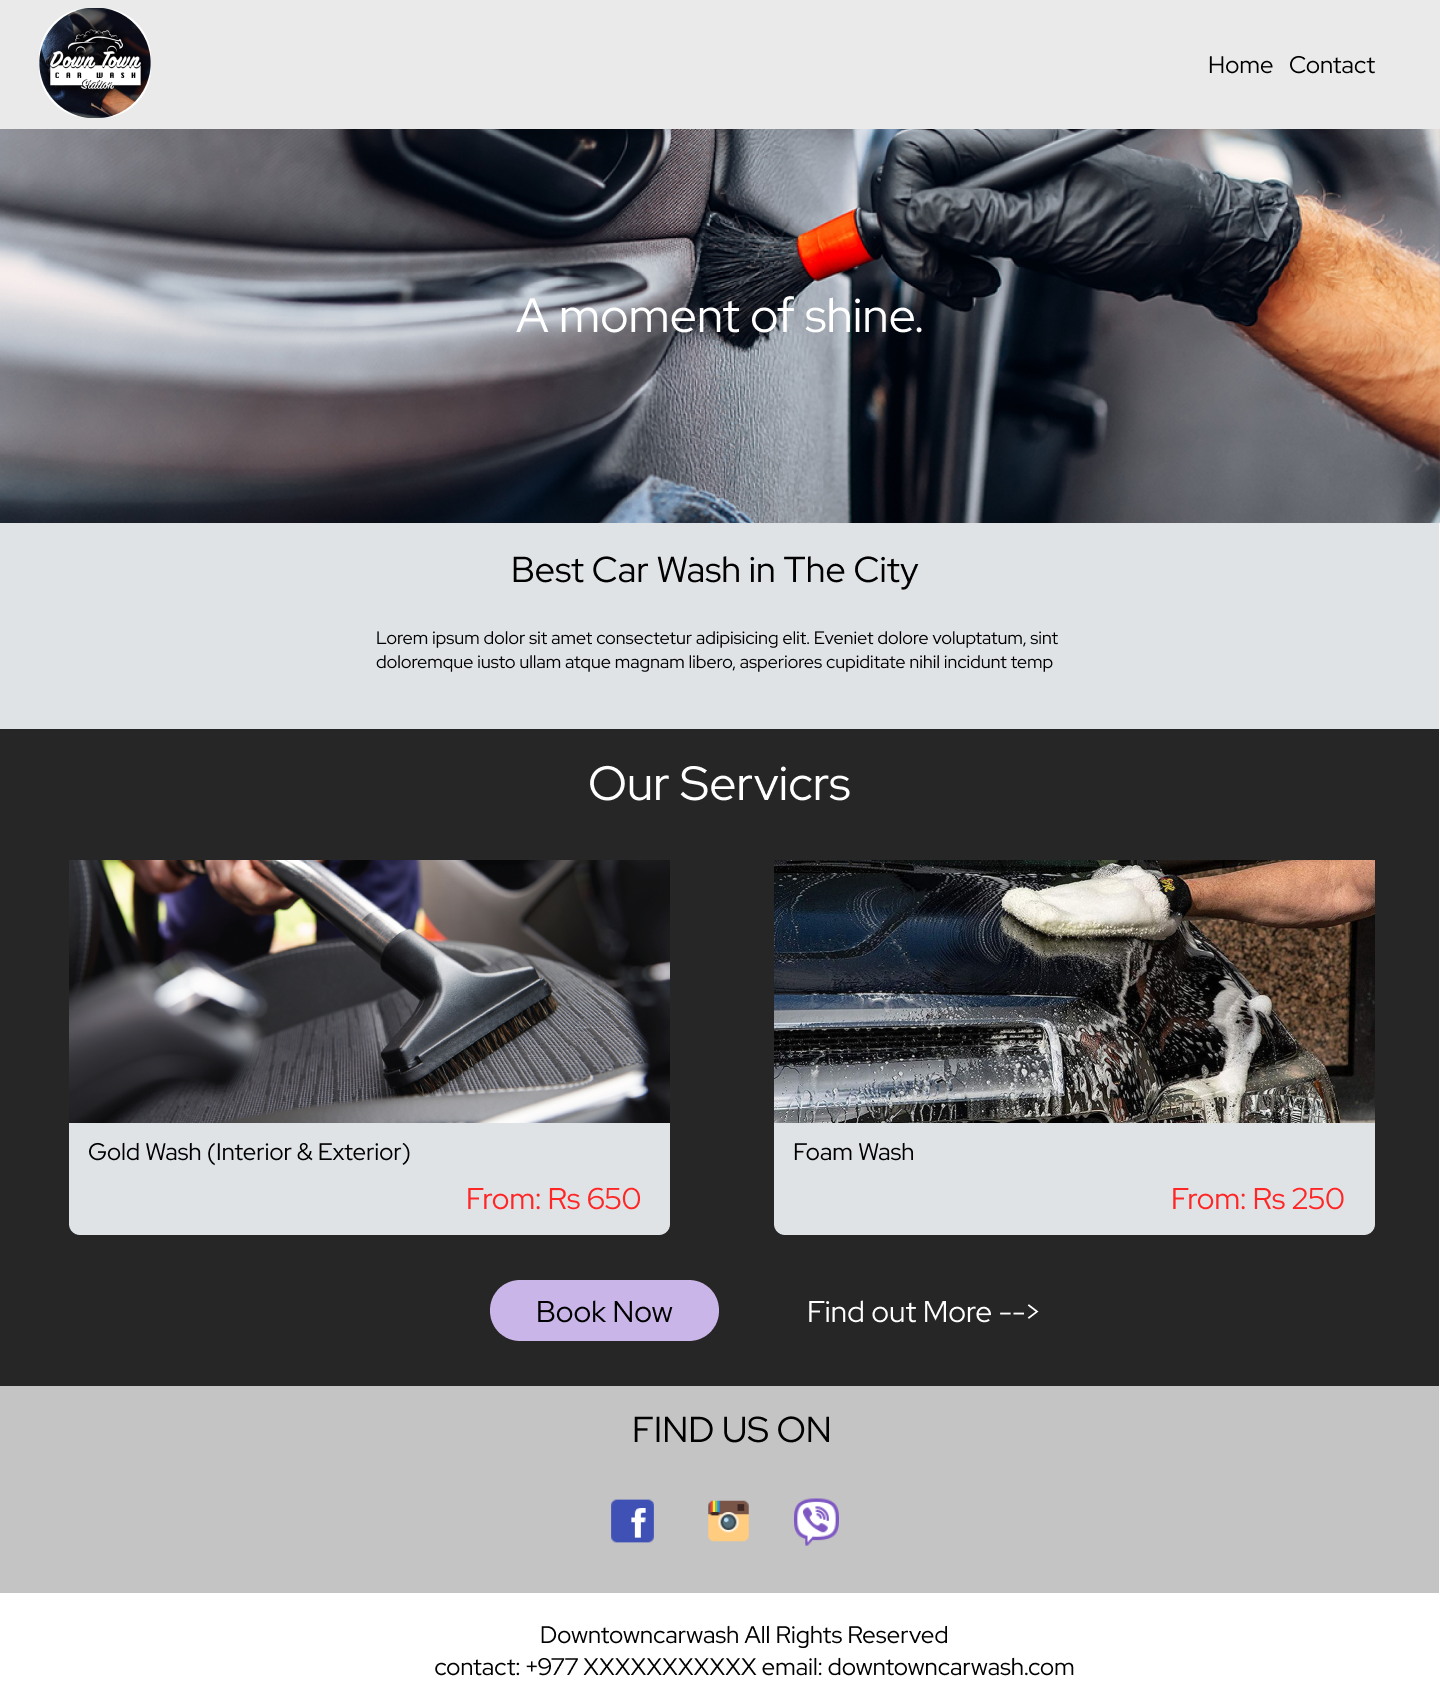 Down Town
CAR WASH
Station
Home Contact
A moment of shine.
Best Car Wash in The City
Lorem ipsum dolor sit amet consectetur adipisicing elit. Eveniet dolore voluptatum, sint
doloremque iusto ullam atque magnam libero, asperiores cupiditate nihil incidunt temp
Our Servicrs
Gold Wash (Interior & Exterior)
From: Rs 650
Foam Wash
From: Rs 250
Book Now
Find out More -->
FIND US ON
Downtowncarwash All Rights Reserved
contact: +977 XXXXXXXXXXX email: downtowncarwash.com